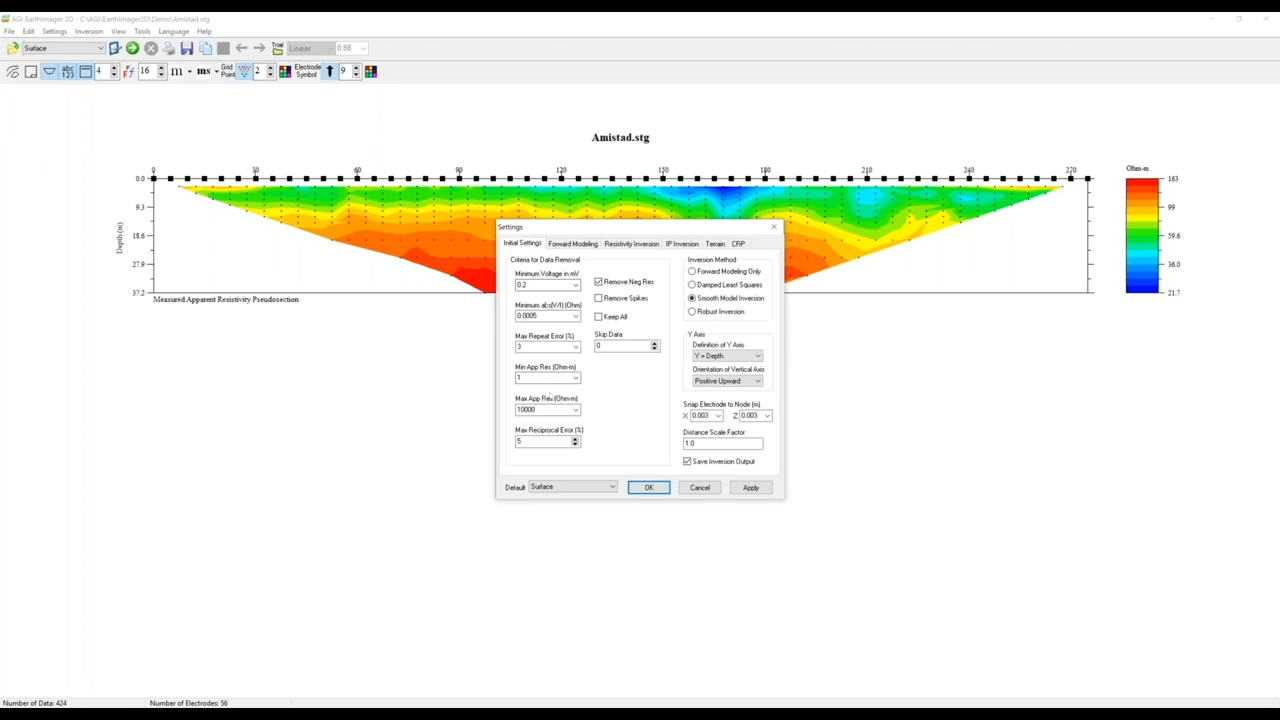 AGI EarthImager 2D - C:\AGI\EarthImager2D\Demo\Amistad.stg
File Edit Settings Inversion View Tools Language Help
Surface Trial Linear 0.88
abc 123 4 16 m ms Grid Point 2 Electrode Symbol 9
Amistad.stg
0 30 60 90 120 150 180 210 240 270
Ohm-m
0.0
9.3
18.6
27.9
37.2
Depth (m)
163
99
59.6
36.0
21.7
Measured Apparent Resistivity Pseudosection
Settings
Initial Settings Forward Modeling Resistivity Inversion IP Inversion Terrain CRP
Criteria for Data Removal
Minimum Voltage in mV
0.2
Minimum abs(V/I) (Ohm)
0.0005
Max Repeat Error (%)
3
Min App Res (Ohm-m)
1
Max App Res (Ohm-m)
10000
Max Reciprocal Error (%)
5
Remove Neg Res
Remove Spikes
Keep All
Skip Data
0
Inversion Method
Forward Modeling Only
Damped Least Squares
Smooth Model Inversion
Robust Inversion
Y Axis
Definition of Y Axis
Y = Depth
Orientation of Vertical Axis
Positive Upward
Snap Electrode to Node (m)
X 0.003 Z 0.003
Distance Scale Factor
1.0
Save Inversion Output
Default Surface OK Cancel Apply
Number of Data: 424 Number of Electrodes: 56